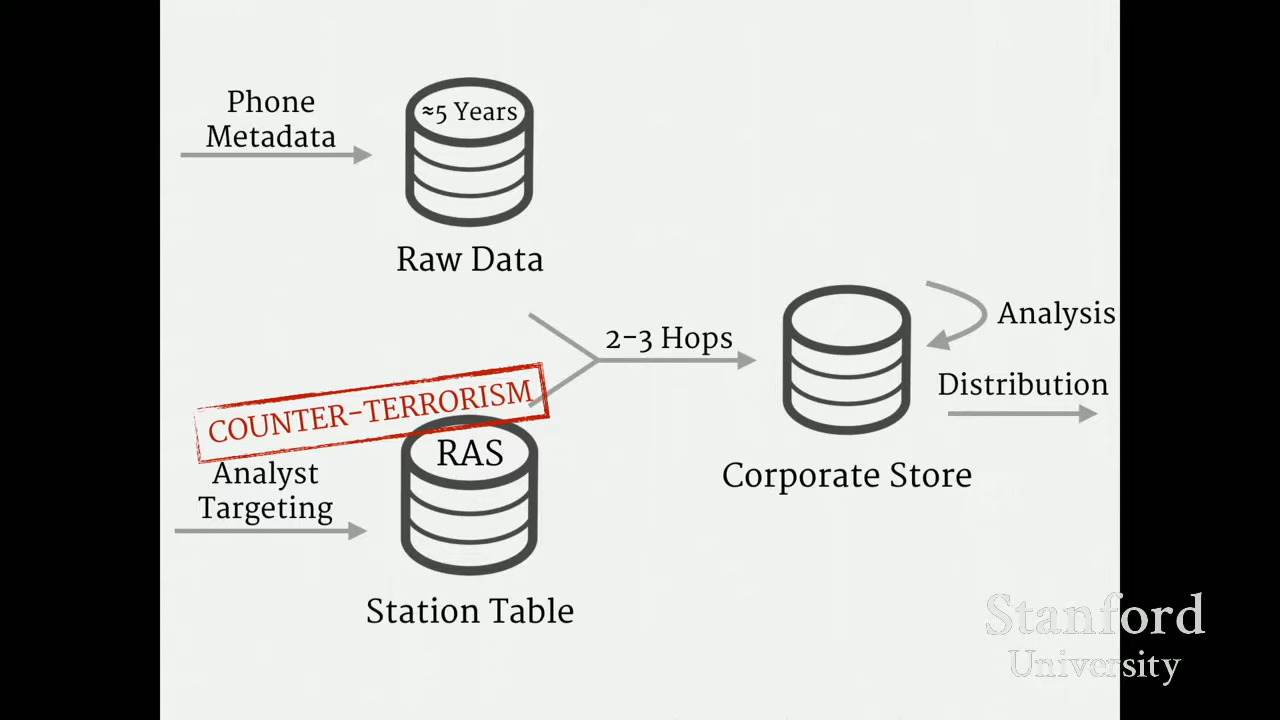 Phone
Metadata
≈5 Years
Raw Data
2-3 Hops
Analysis
Distribution
Corporate Store
COUNTER-TERRORISM
RAS
Analyst
Targeting
Station Table
Stanford
University